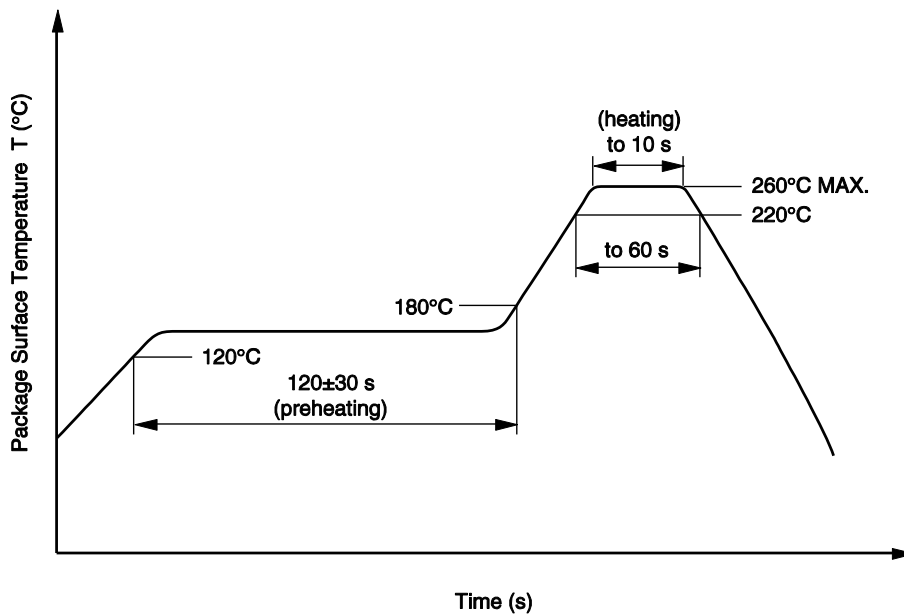 Package Surface Temperature T (°C)
(heating)
to 10 s
260°C MAX.
220°C
to 60 s
180°C
120°C
120±30 s
(preheating)
Time (s)